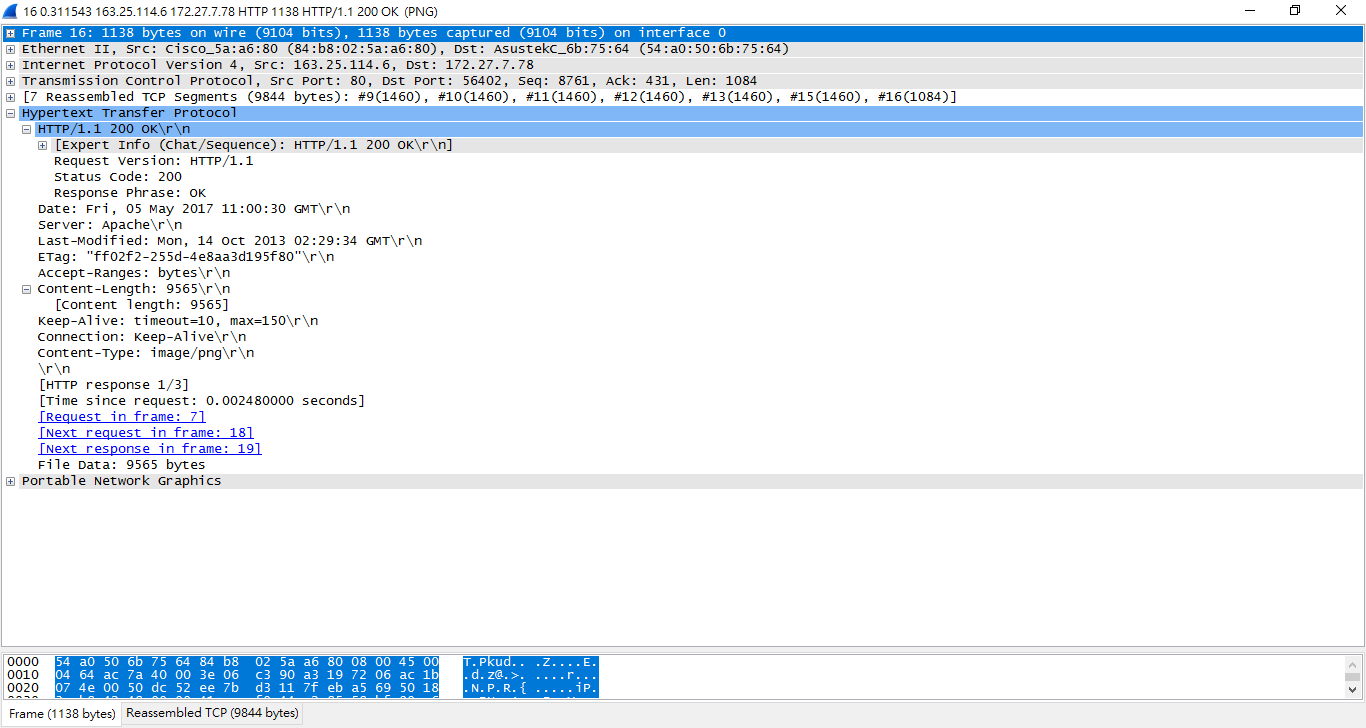 16 0.311543 163.25.114.6 172.27.7.78 HTTP 1138 HTTP/1.1 200 OK (PNG)
Frame 16: 1138 bytes on wire (9104 bits), 1138 bytes captured (9104 bits) on interface 0
Ethernet II, Src: Cisco_5a:a6:80 (84:b8:02:5a:a6:80), Dst: AsustekC_6b:75:64 (54:a0:50:6b:75:64)
Internet Protocol Version 4, Src: 163.25.114.6, Dst: 172.27.7.78
Transmission Control Protocol, Src Port: 80, Dst Port: 56402, Seq: 8761, Ack: 431, Len: 1084
[7 Reassembled TCP Segments (9844 bytes): #9(1460), #10(1460), #11(1460), #12(1460), #13(1460), #15(1460), #16(1084)]
Hypertext Transfer Protocol
HTTP/1.1 200 OK\r\n
[Expert Info (Chat/Sequence): HTTP/1.1 200 OK\r\n]
Request Version: HTTP/1.1
Status Code: 200
Response Phrase: OK
Date: Fri, 05 May 2017 11:00:30 GMT\r\n
Server: Apache\r\n
Last-Modified: Mon, 14 Oct 2013 02:29:34 GMT\r\n
ETag: "ff02f2-255d-4e8aa3d195f80"\r\n
Accept-Ranges: bytes\r\n
Content-Length: 9565\r\n
[Content length: 9565]
Keep-Alive: timeout=10, max=150\r\n
Connection: Keep-Alive\r\n
Content-Type: image/png\r\n
\r\n
[HTTP response 1/3]
[Time since request: 0.002480000 seconds]
[Request in frame: 7]
[Next request in frame: 18]
[Next response in frame: 19]
File Data: 9565 bytes
Portable Network Graphics
0000 54 a0 50 6b 75 64 84 b8 02 5a a6 80 08 00 45 00 T.Pkud.. .Z....E.
0010 04 64 ac 7a 40 00 3e 06 c3 90 a3 19 72 06 ac 1b .d.z@.>. ....r...
0020 07 4e 00 50 dc 52 ee 7b d3 11 7f eb a5 69 50 18 .N.P.R.{ .....iP.
Frame (1138 bytes) Reassembled TCP (9844 bytes)